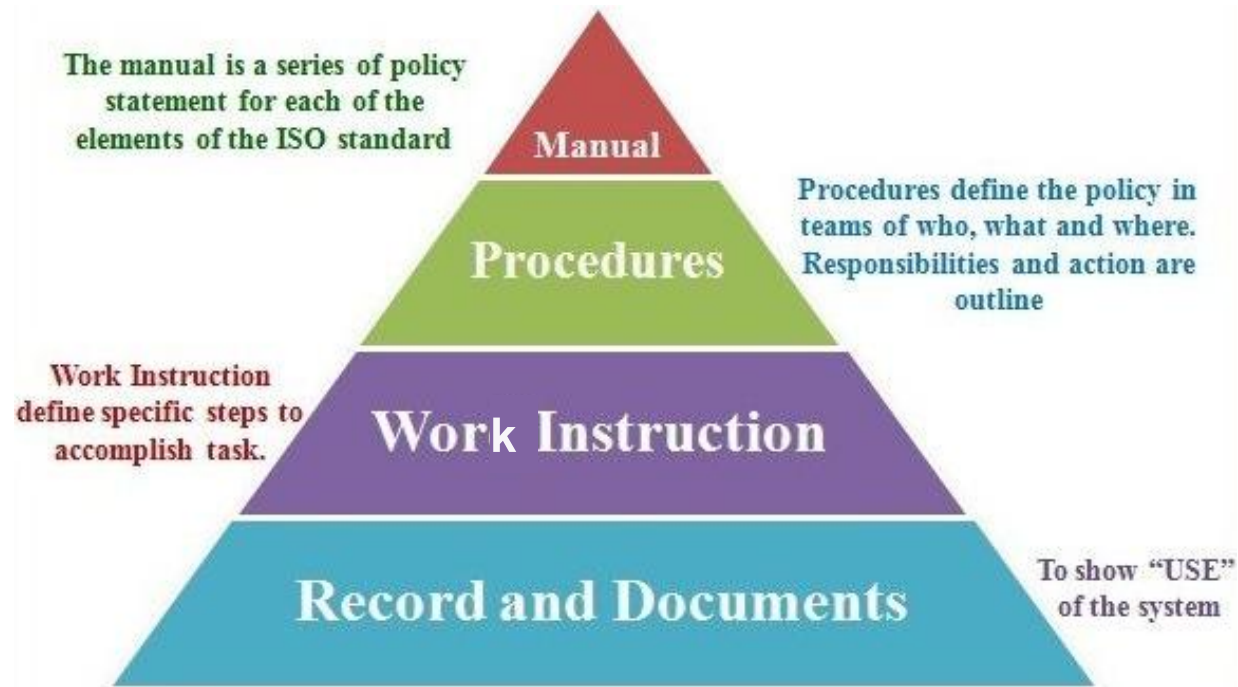 The manual is a series of policy
statement for each of the
elements of the ISO standard
Manual
Procedures define the policy in
teams of who, what and where.
Responsibilities and action are
outline
Procedures
Work Instruction
define specific steps to
accomplish task.
Work Instruction
To show “USE”
of the system
Record and Documents